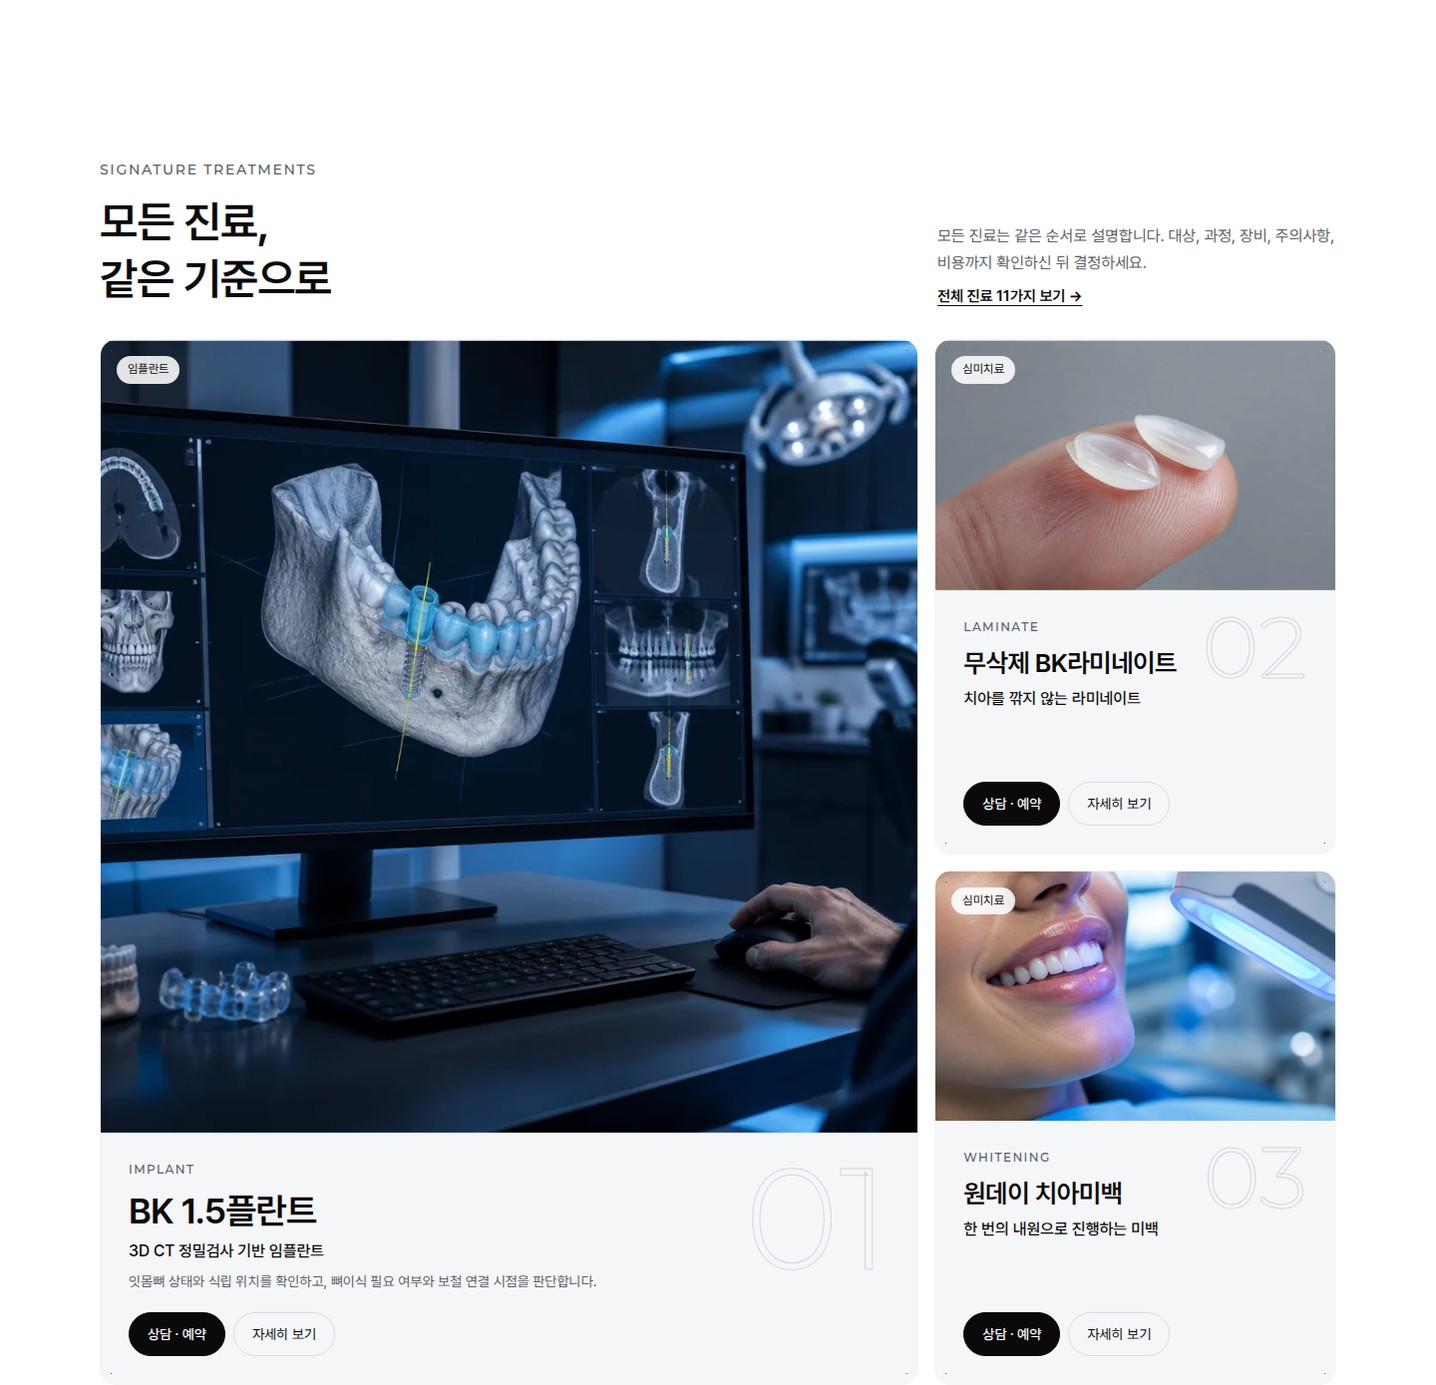 SIGNATURE TREATMENTS
모든 진료,
같은 기준으로
모든 진료는 같은 순서로 설명합니다. 대상, 과정, 장비, 주의사항,
비용까지 확인하신 뒤 결정하세요.
전체 진료 11가지 보기 →
임플란트
IMPLANT
01
BK 1.5플란트
3D CT 정밀검사 기반 임플란트
잇몸뼈 상태와 식립 위치를 확인하고, 뼈이식 필요 여부와 보철 연결 시점을 판단합니다.
상담 · 예약
자세히 보기
심미치료
LAMINATE
02
무삭제 BK라미네이트
치아를 깎지 않는 라미네이트
상담 · 예약
자세히 보기
심미치료
WHITENING
03
원데이 치아미백
한 번의 내원으로 진행하는 미백
상담 · 예약
자세히 보기